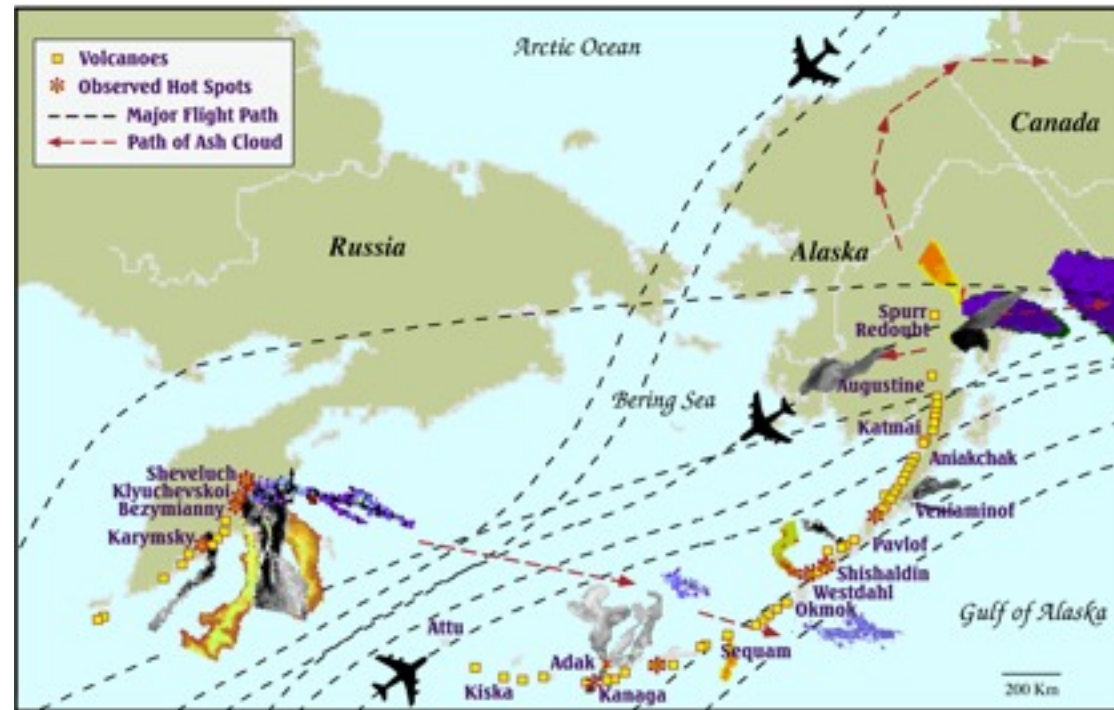 Volcanoes
Observed Hot Spots
Major Flight Path
Path of Ash Cloud
Arctic Ocean
Canada
Russia
Alaska
Spurr
Redoubt
Bering Sea
Augustine
Katmai
Aniakchak
Sheveluch
Klyuchevskoi
Bezymianny
Karymsky
Veniaminof
Pavlof
Shishaldin
Westdahl
Okmok
Gulf of Alaska
Attu
Sequam
Adak
Kiska
Kanaga
200 Km